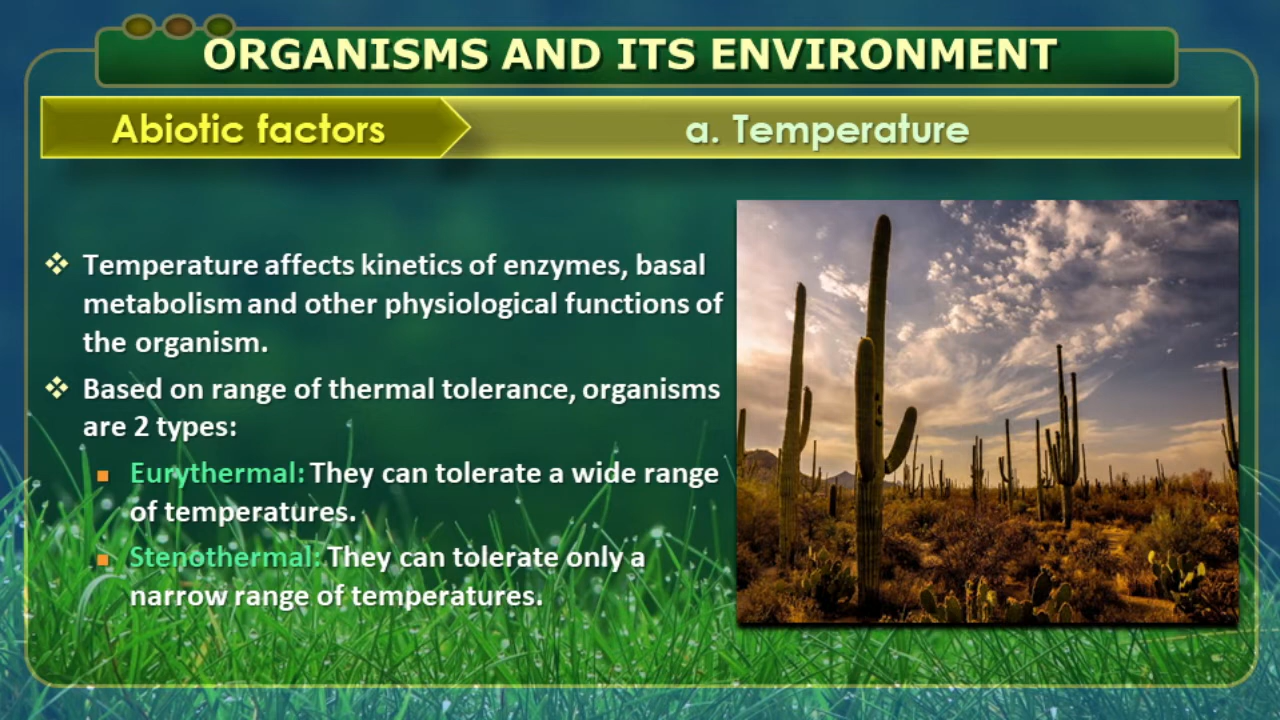 ORGANISMS AND ITS ENVIRONMENT
Abiotic factors
a. Temperature
❖ Temperature affects kinetics of enzymes, basal
metabolism and other physiological functions of
the organism.
❖ Based on range of thermal tolerance, organisms
are 2 types:
▪ Eurythermal: They can tolerate a wide range
of temperatures.
▪ Stenothermal: They can tolerate only a
narrow range of temperatures.